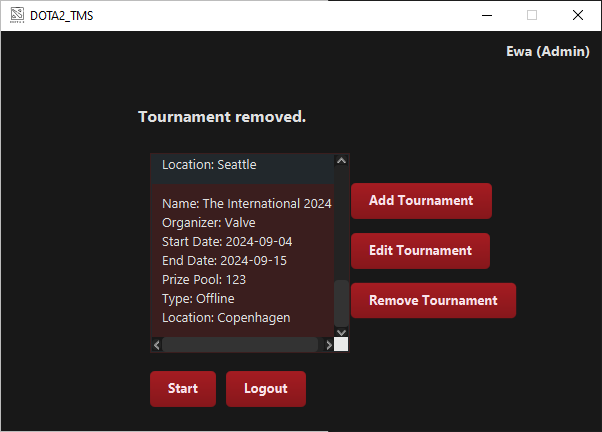 DOTA2_TMS
Ewa (Admin)
Tournament removed.
Location: Seattle
Name: The International 2024
Organizer: Valve
Start Date: 2024-09-04
End Date: 2024-09-15
Prize Pool: 123
Type: Offline
Location: Copenhagen
Add Tournament
Edit Tournament
Remove Tournament
Start
Logout